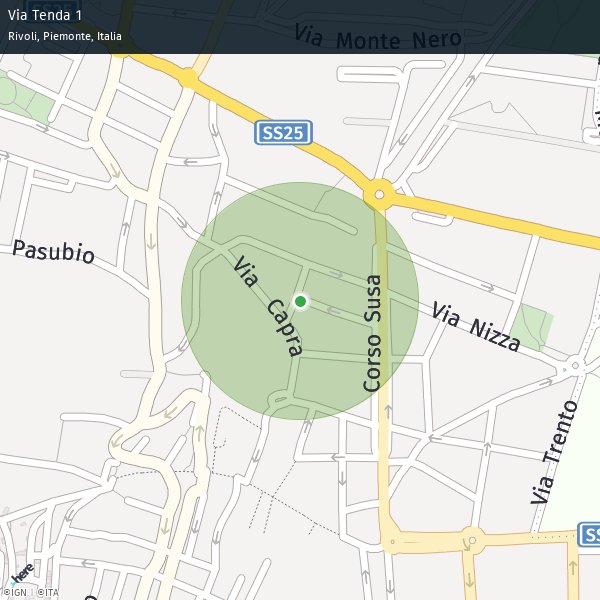 Via Tenda 1
Rivoli, Piemonte, Italia
Via Monte Nero
SS25
Pasubio
Via Capra
Corso Susa
Via Nizza
Via Trento
here
©IGN | ©ITA